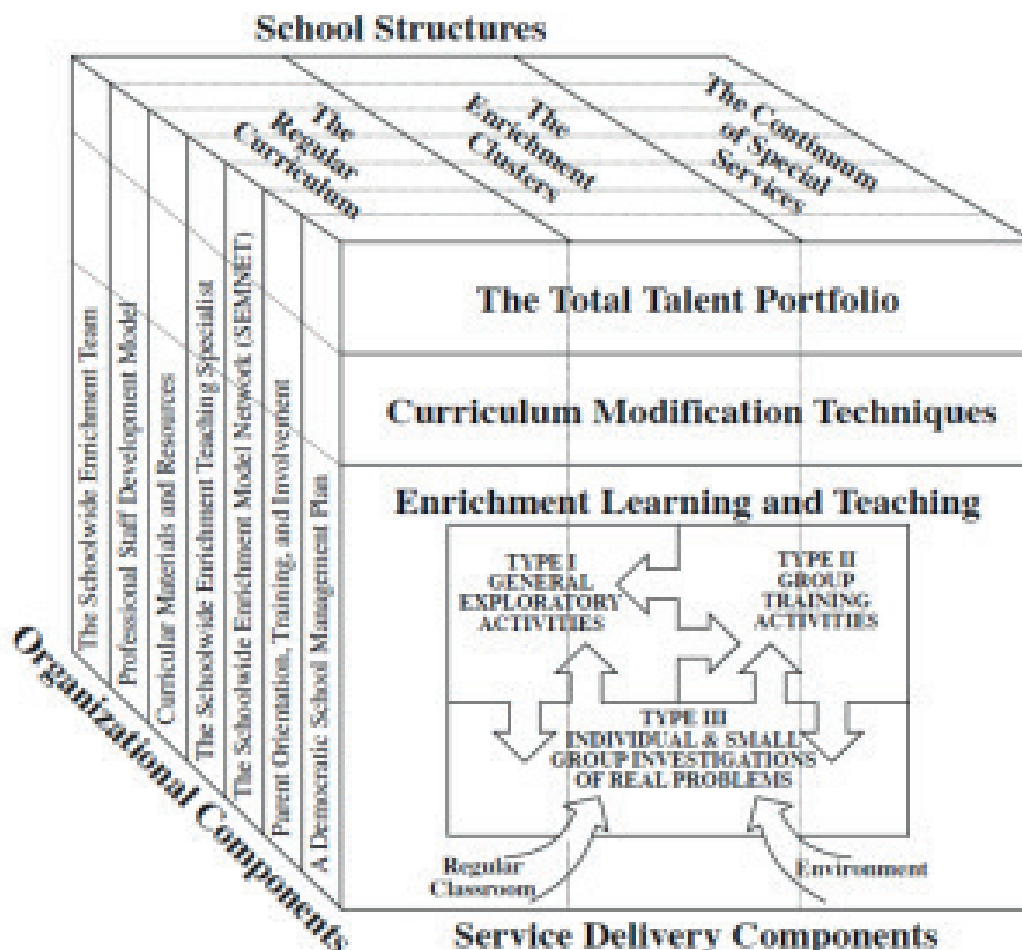 School Structures
The
Regular
Curriculum
The
Enrichment
Clusters
The Continuum
of Special
Services
The Total Talent Portfolio
Curriculum Modification Techniques
Enrichment Learning and Teaching
TYPE I
GENERAL
EXPLORATORY
ACTIVITIES
TYPE II
GROUP
TRAINING
ACTIVITIES
TYPE III
INDIVIDUAL & SMALL
GROUP INVESTIGATIONS
OF REAL PROBLEMS
Regular
Classroom
Environment
The Schoolwide Enrichment Team
Professional Staff Development Model
Curricular Materials and Resources
The Schoolwide Enrichment Teaching Specialist
The Schoolwide Enrichment Model Network (SEMNET)
Parent Orientation, Training, and Involvement
A Democratic School Management Plan
Organizational Components
Service Delivery Components